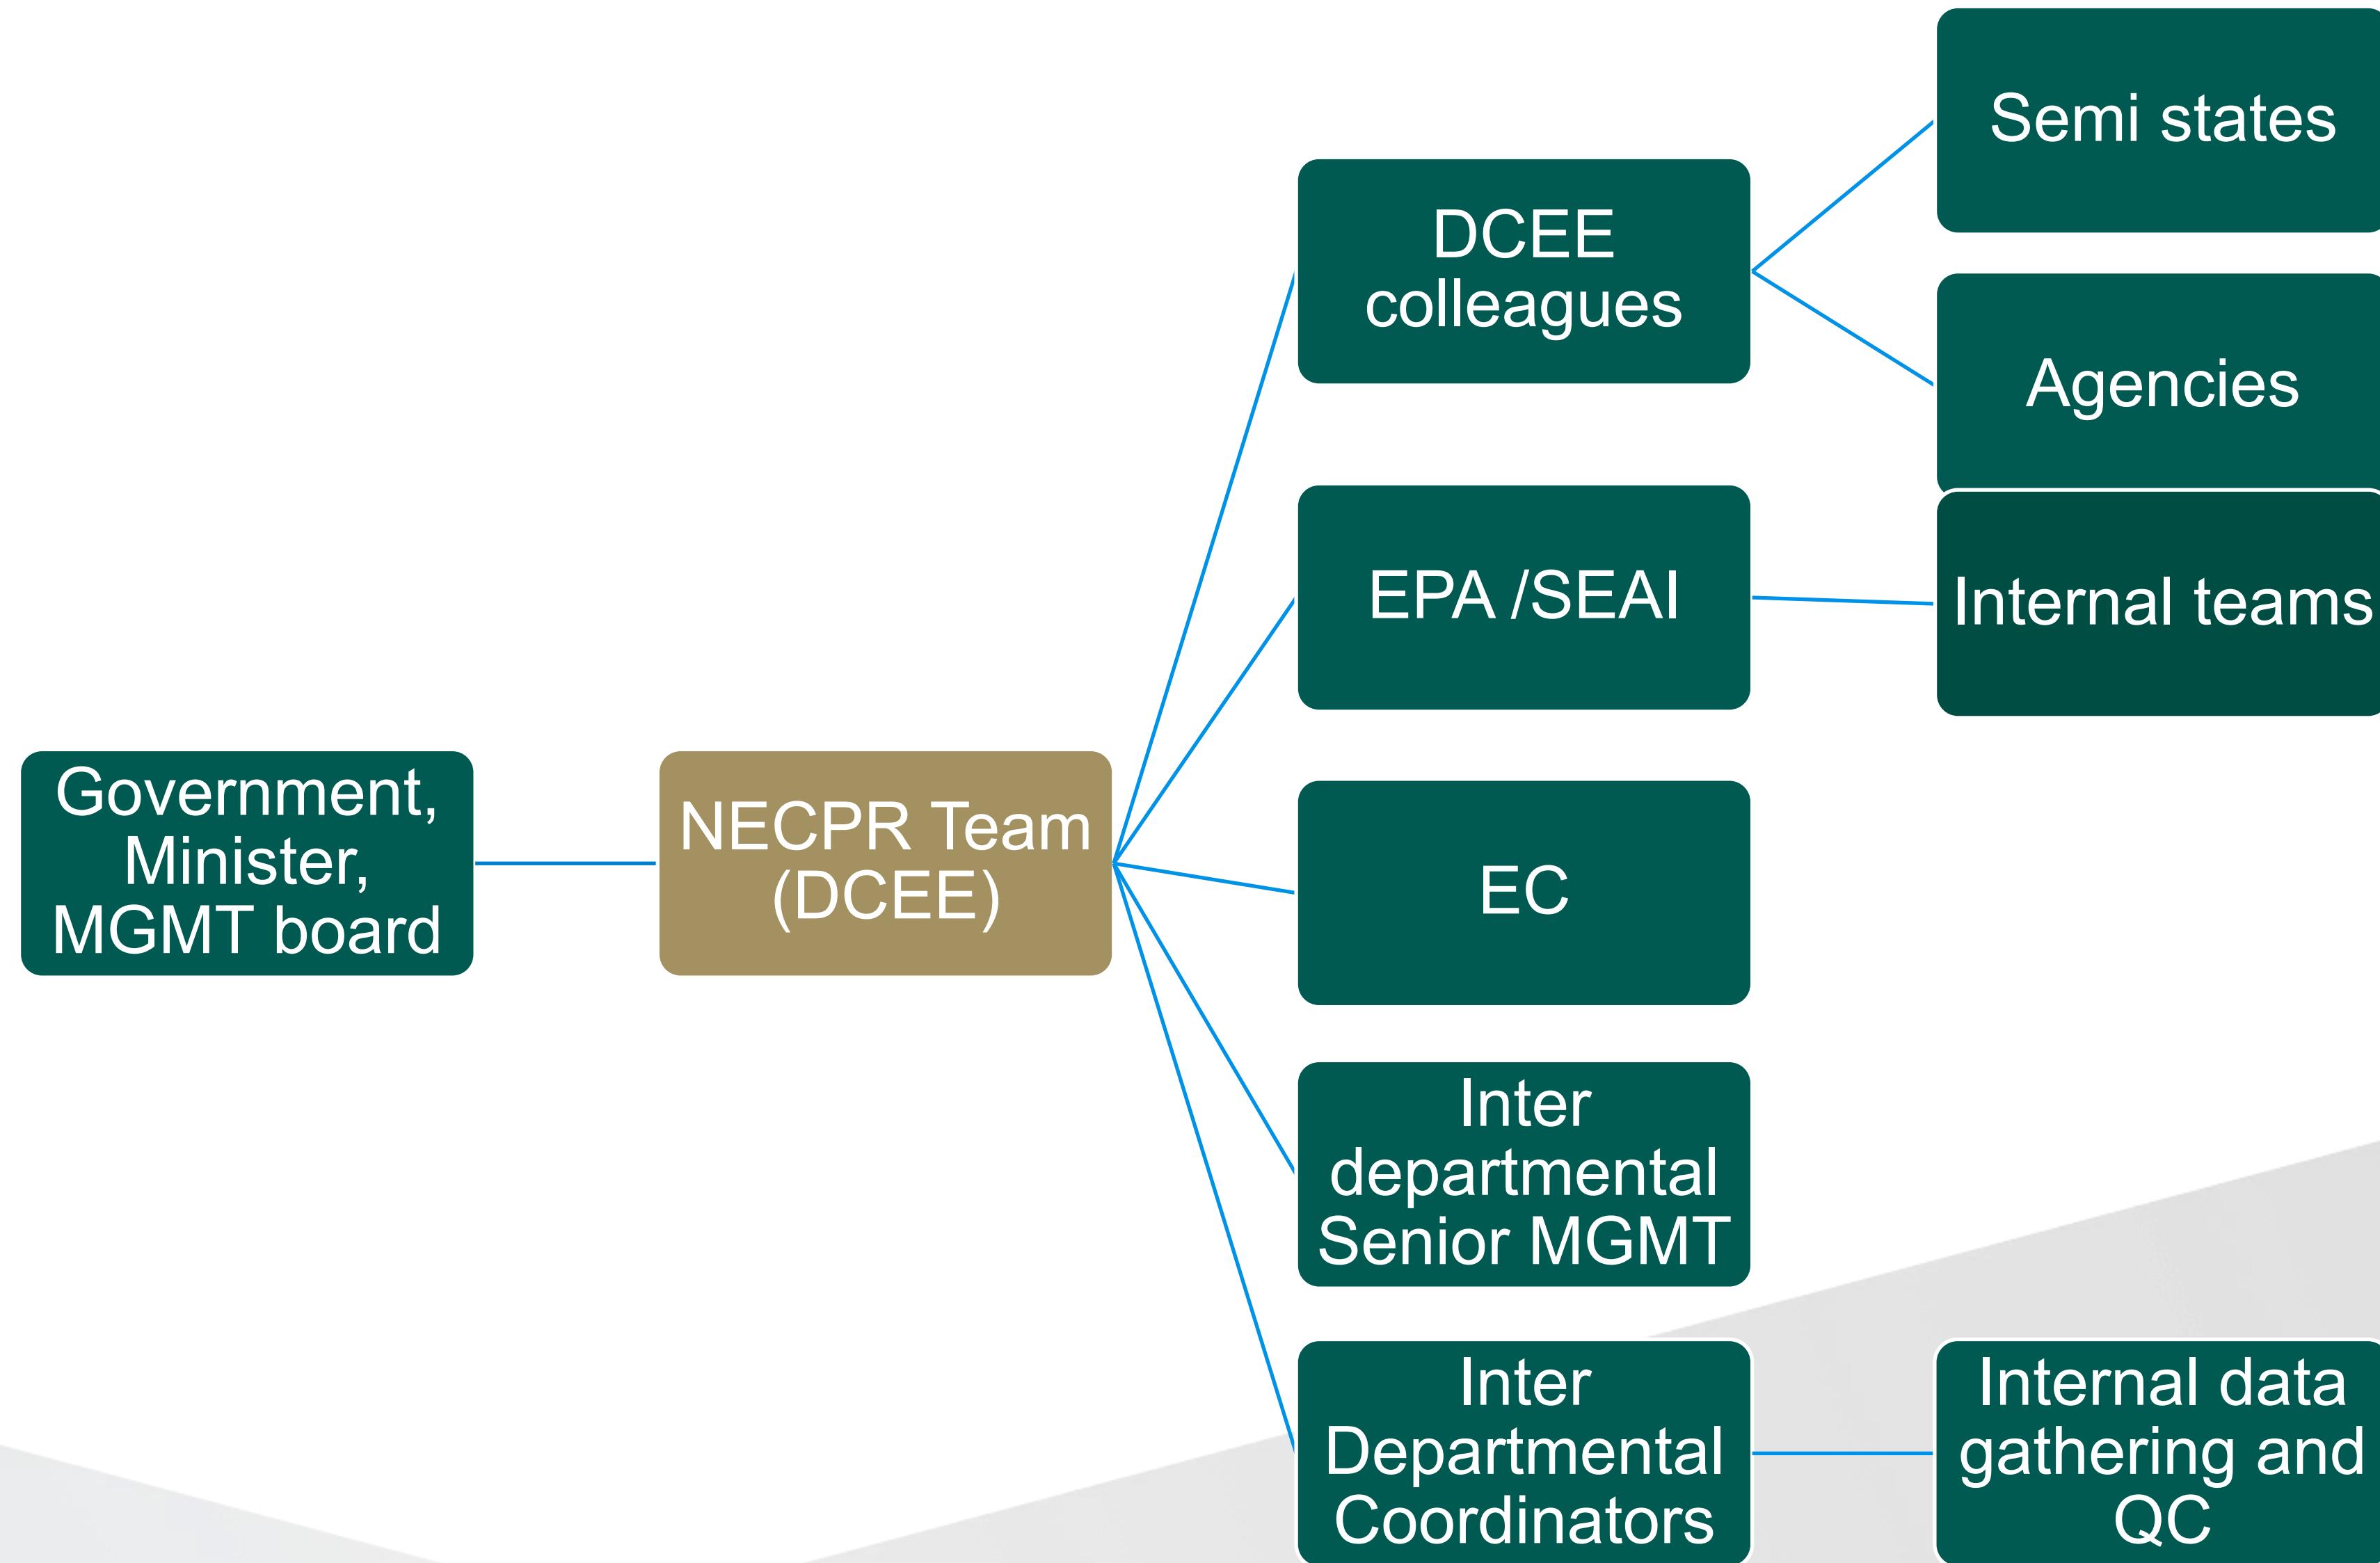 Government,
Minister,
MGMT board
NECPR Team
(DCEE)
DCEE
colleagues
Semi states
Agencies
EPA /SEAI
Internal teams
EC
Inter
departmental
Senior MGMT
Inter
Departmental
Coordinators
Internal data
gathering and
QC